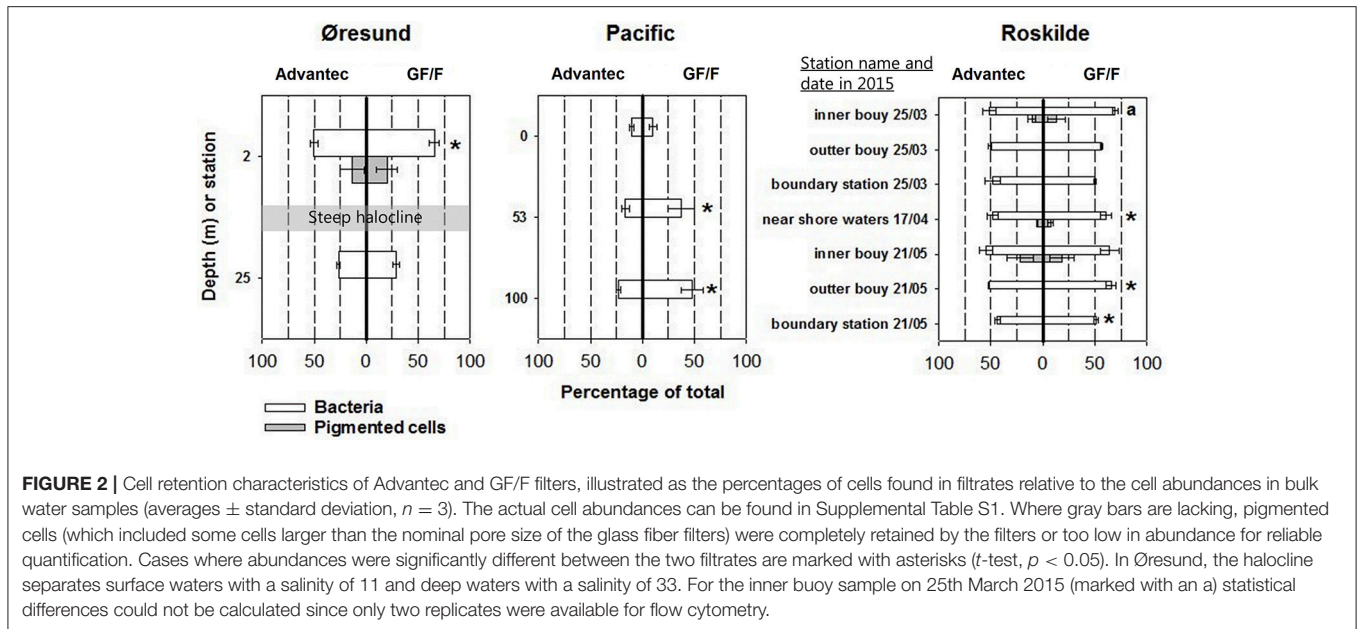 Øresund
Pacific
Roskilde
Advantec GF/F
Advantec GF/F
Station name and
date in 2015
Advantec GF/F
Depth (m) or station
2
25
*
Steep halocline
100 50 0 50 100
0
53
100
*
*
100 50 0 50 100
Percentage of total
inner bouy 25/03
a
outter bouy 25/03
boundary station 25/03
near shore waters 17/04
*
inner bouy 21/05
outter bouy 21/05
*
boundary station 21/05
*
100 50 0 50 100
Bacteria
Pigmented cells
FIGURE 2 | Cell retention characteristics of Advantec and GF/F filters, illustrated as the percentages of cells found in filtrates relative to the cell abundances in bulk
water samples (averages ± standard deviation, n = 3). The actual cell abundances can be found in Supplemental Table S1. Where gray bars are lacking, pigmented
cells (which included some cells larger than the nominal pore size of the glass fiber filters) were completely retained by the filters or too low in abundance for reliable
quantification. Cases where abundances were significantly different between the two filtrates are marked with asterisks (t-test, p < 0.05). In Øresund, the halocline
separates surface waters with a salinity of 11 and deep waters with a salinity of 33. For the inner buoy sample on 25th March 2015 (marked with an a) statistical
differences could not be calculated since only two replicates were available for flow cytometry.